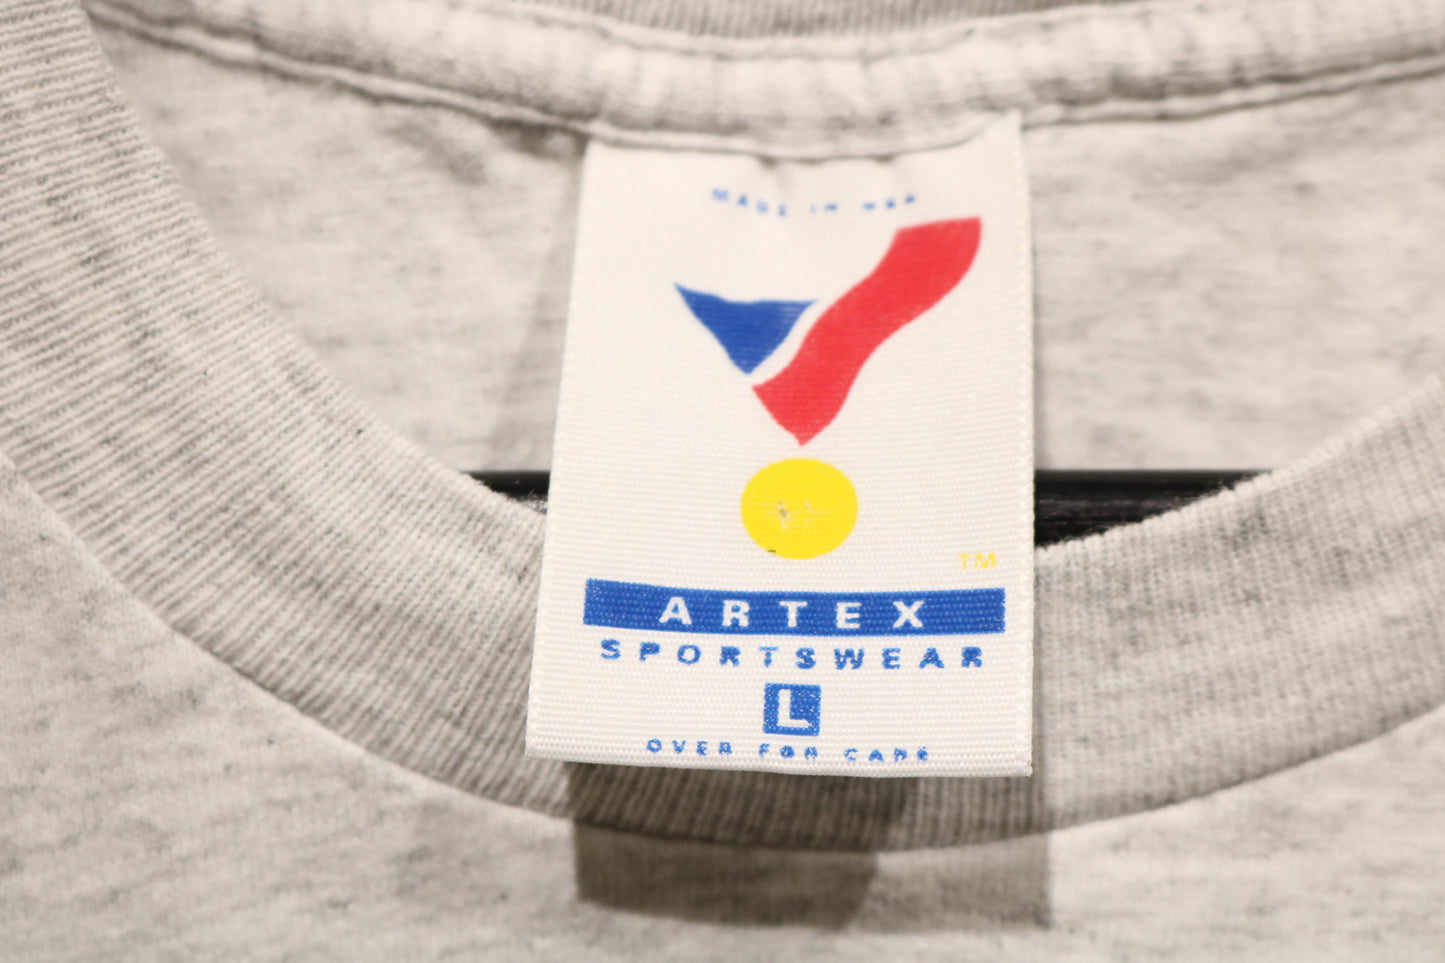 MADE IN USA
TM
ARTEX
SPORTSWEAR
L
OVER FOR CARE